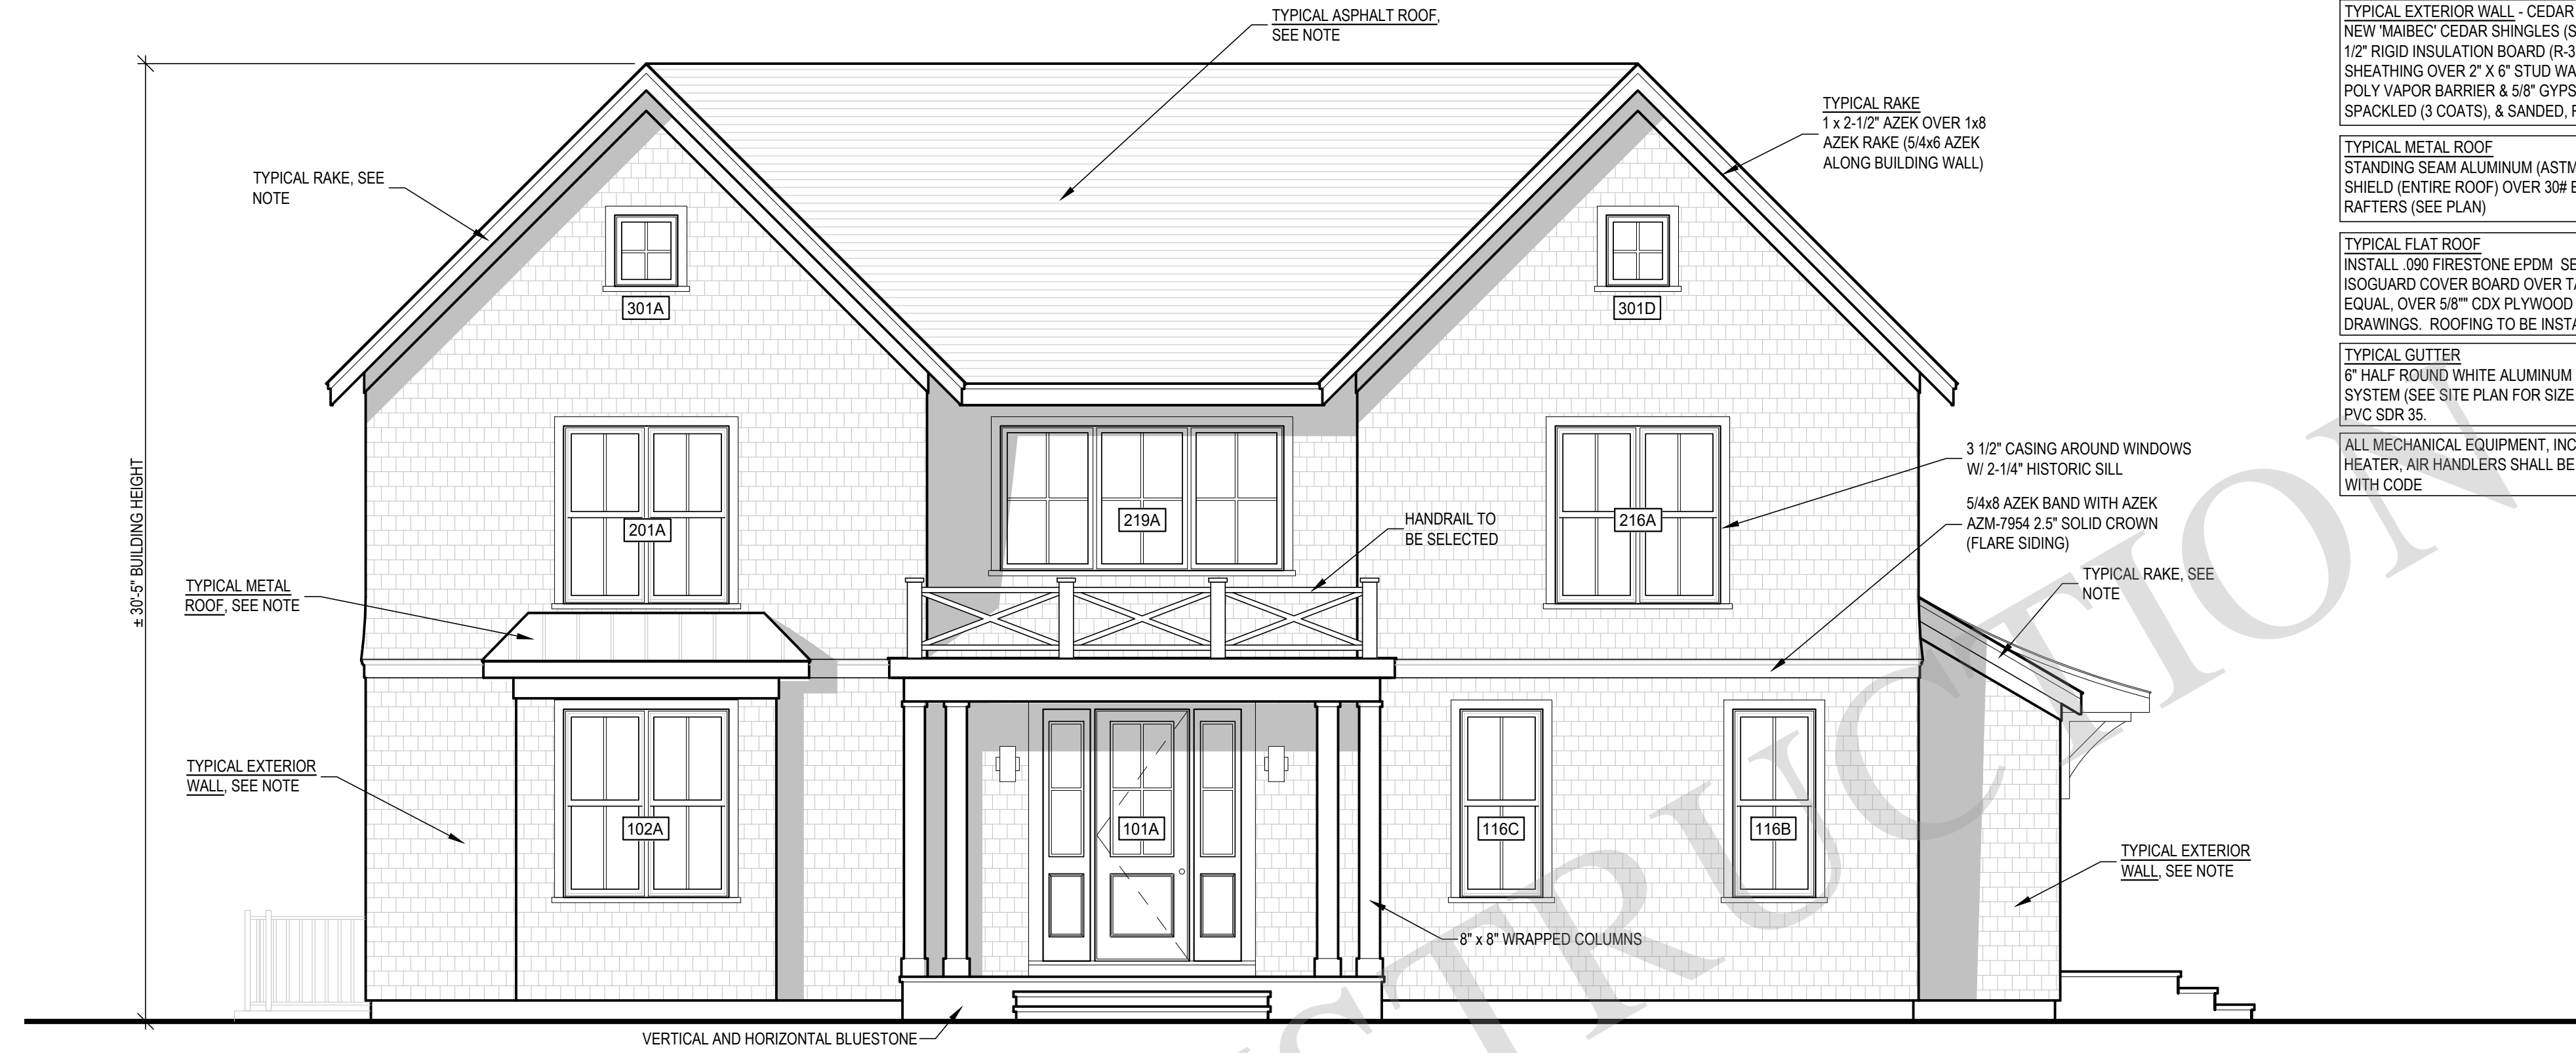 TYPICAL ASPHALT ROOF,
SEE NOTE
TYPICAL RAKE
1 x 2-1/2" AZEK OVER 1x8
AZEK RAKE (5/4x6 AZEK
ALONG BUILDING WALL)
TYPICAL RAKE, SEE
NOTE
301A
301D
3 1/2" CASING AROUND WINDOWS
W/ 2-1/4" HISTORIC SILL
5/4x8 AZEK BAND WITH AZEK
AZM-7954 2.5" SOLID CROWN
(FLARE SIDING)
HANDRAIL TO
BE SELECTED
201A
219A
216A
± 30'-5" BUILDING HEIGHT
TYPICAL METAL
ROOF, SEE NOTE
TYPICAL RAKE, SEE
NOTE
TYPICAL EXTERIOR
WALL, SEE NOTE
102A
101A
116C
116B
TYPICAL EXTERIOR
WALL, SEE NOTE
8" x 8" WRAPPED COLUMNS
VERTICAL AND HORIZONTAL BLUESTONE
TYPICAL EXTERIOR WALL - CEDAR
NEW 'MAIBEC' CEDAR SHINGLES (S
1/2" RIGID INSULATION BOARD (R-3
SHEATHING OVER 2" X 6" STUD WA
POLY VAPOR BARRIER & 5/8" GYPS
SPACKLED (3 COATS), & SANDED,
TYPICAL METAL ROOF
STANDING SEAM ALUMINUM (ASTM
SHIELD (ENTIRE ROOF) OVER 30#
RAFTERS (SEE PLAN)
TYPICAL FLAT ROOF
INSTALL .090 FIRESTONE EPDM SE
ISOGUARD COVER BOARD OVER TA
EQUAL, OVER 5/8"" CDX PLYWOOD
DRAWINGS. ROOFING TO BE INSTA
TYPICAL GUTTER
6" HALF ROUND WHITE ALUMINUM
SYSTEM (SEE SITE PLAN FOR SIZE
PVC SDR 35.
ALL MECHANICAL EQUIPMENT, INC
HEATER, AIR HANDLERS SHALL BE
WITH CODE
STRUCTION